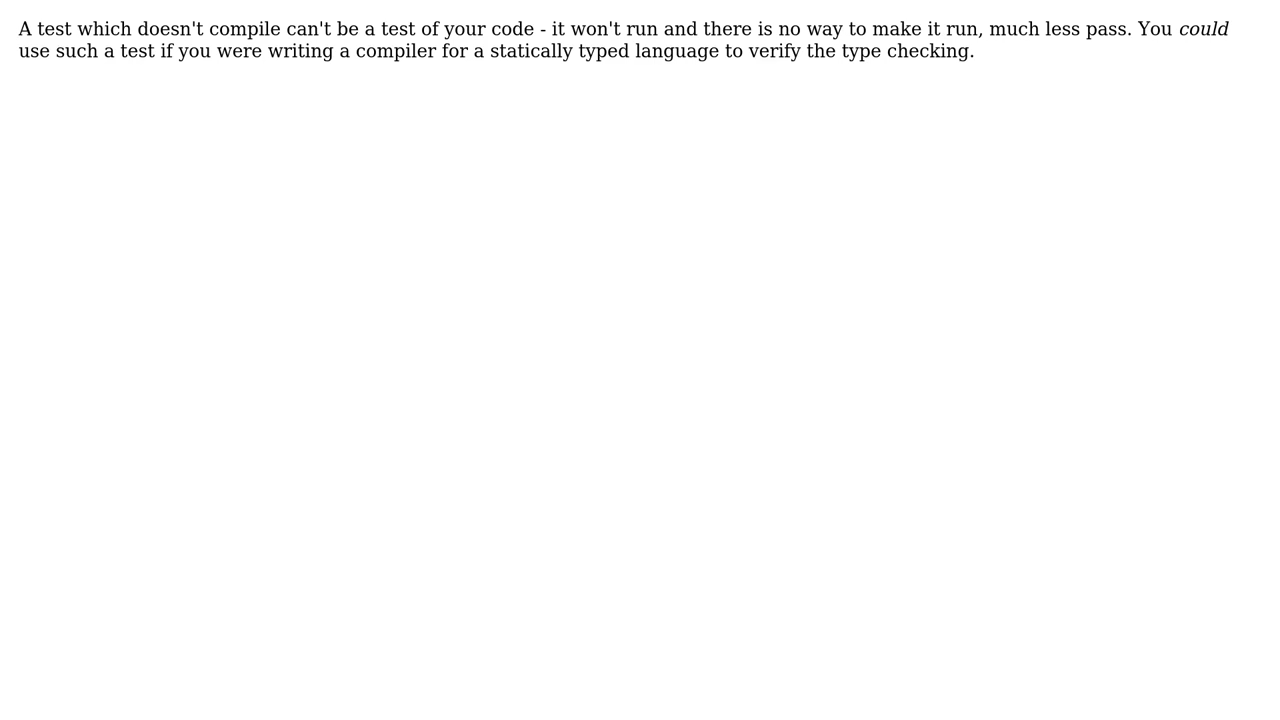 A test which doesn't compile can't be a test of your code - it won't run and there is no way to make it run, much less pass. You could
use such a test if you were writing a compiler for a statically typed language to verify the type checking.